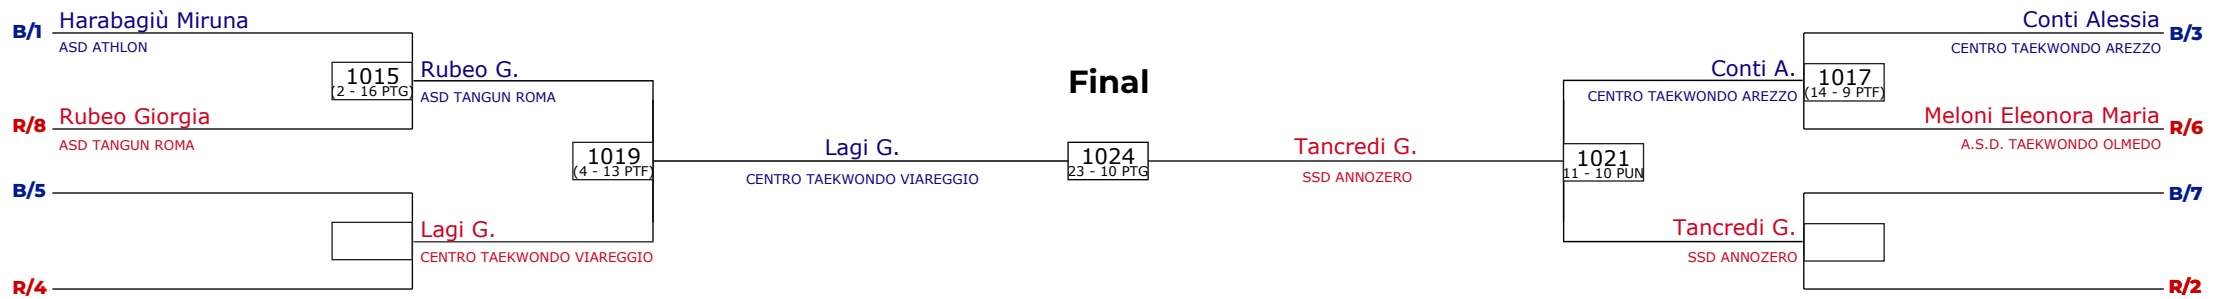 B/1
Harabagiù Miruna
ASD ATHLON
1015
(2 - 16 PTG)
Rubeo G.
ASD TANGUN ROMA
R/8
Rubeo Giorgia
ASD TANGUN ROMA
1019
(4 - 13 PTF)
B/5
Lagi G.
CENTRO TAEKWONDO VIAREGGIO
R/4
Lagi G.
CENTRO TAEKWONDO VIAREGGIO
Final
1024
23 - 10 PTG
Tancredi G.
SSD ANNOZERO
Conti Alessia
B/3
CENTRO TAEKWONDO AREZZO
Conti A.
CENTRO TAEKWONDO AREZZO
1017
(14 - 9 PTF)
Meloni Eleonora Maria
R/6
A.S.D. TAEKWONDO OLMEDO
1021
11 - 10 PUN
B/7
Tancredi G.
SSD ANNOZERO
R/2